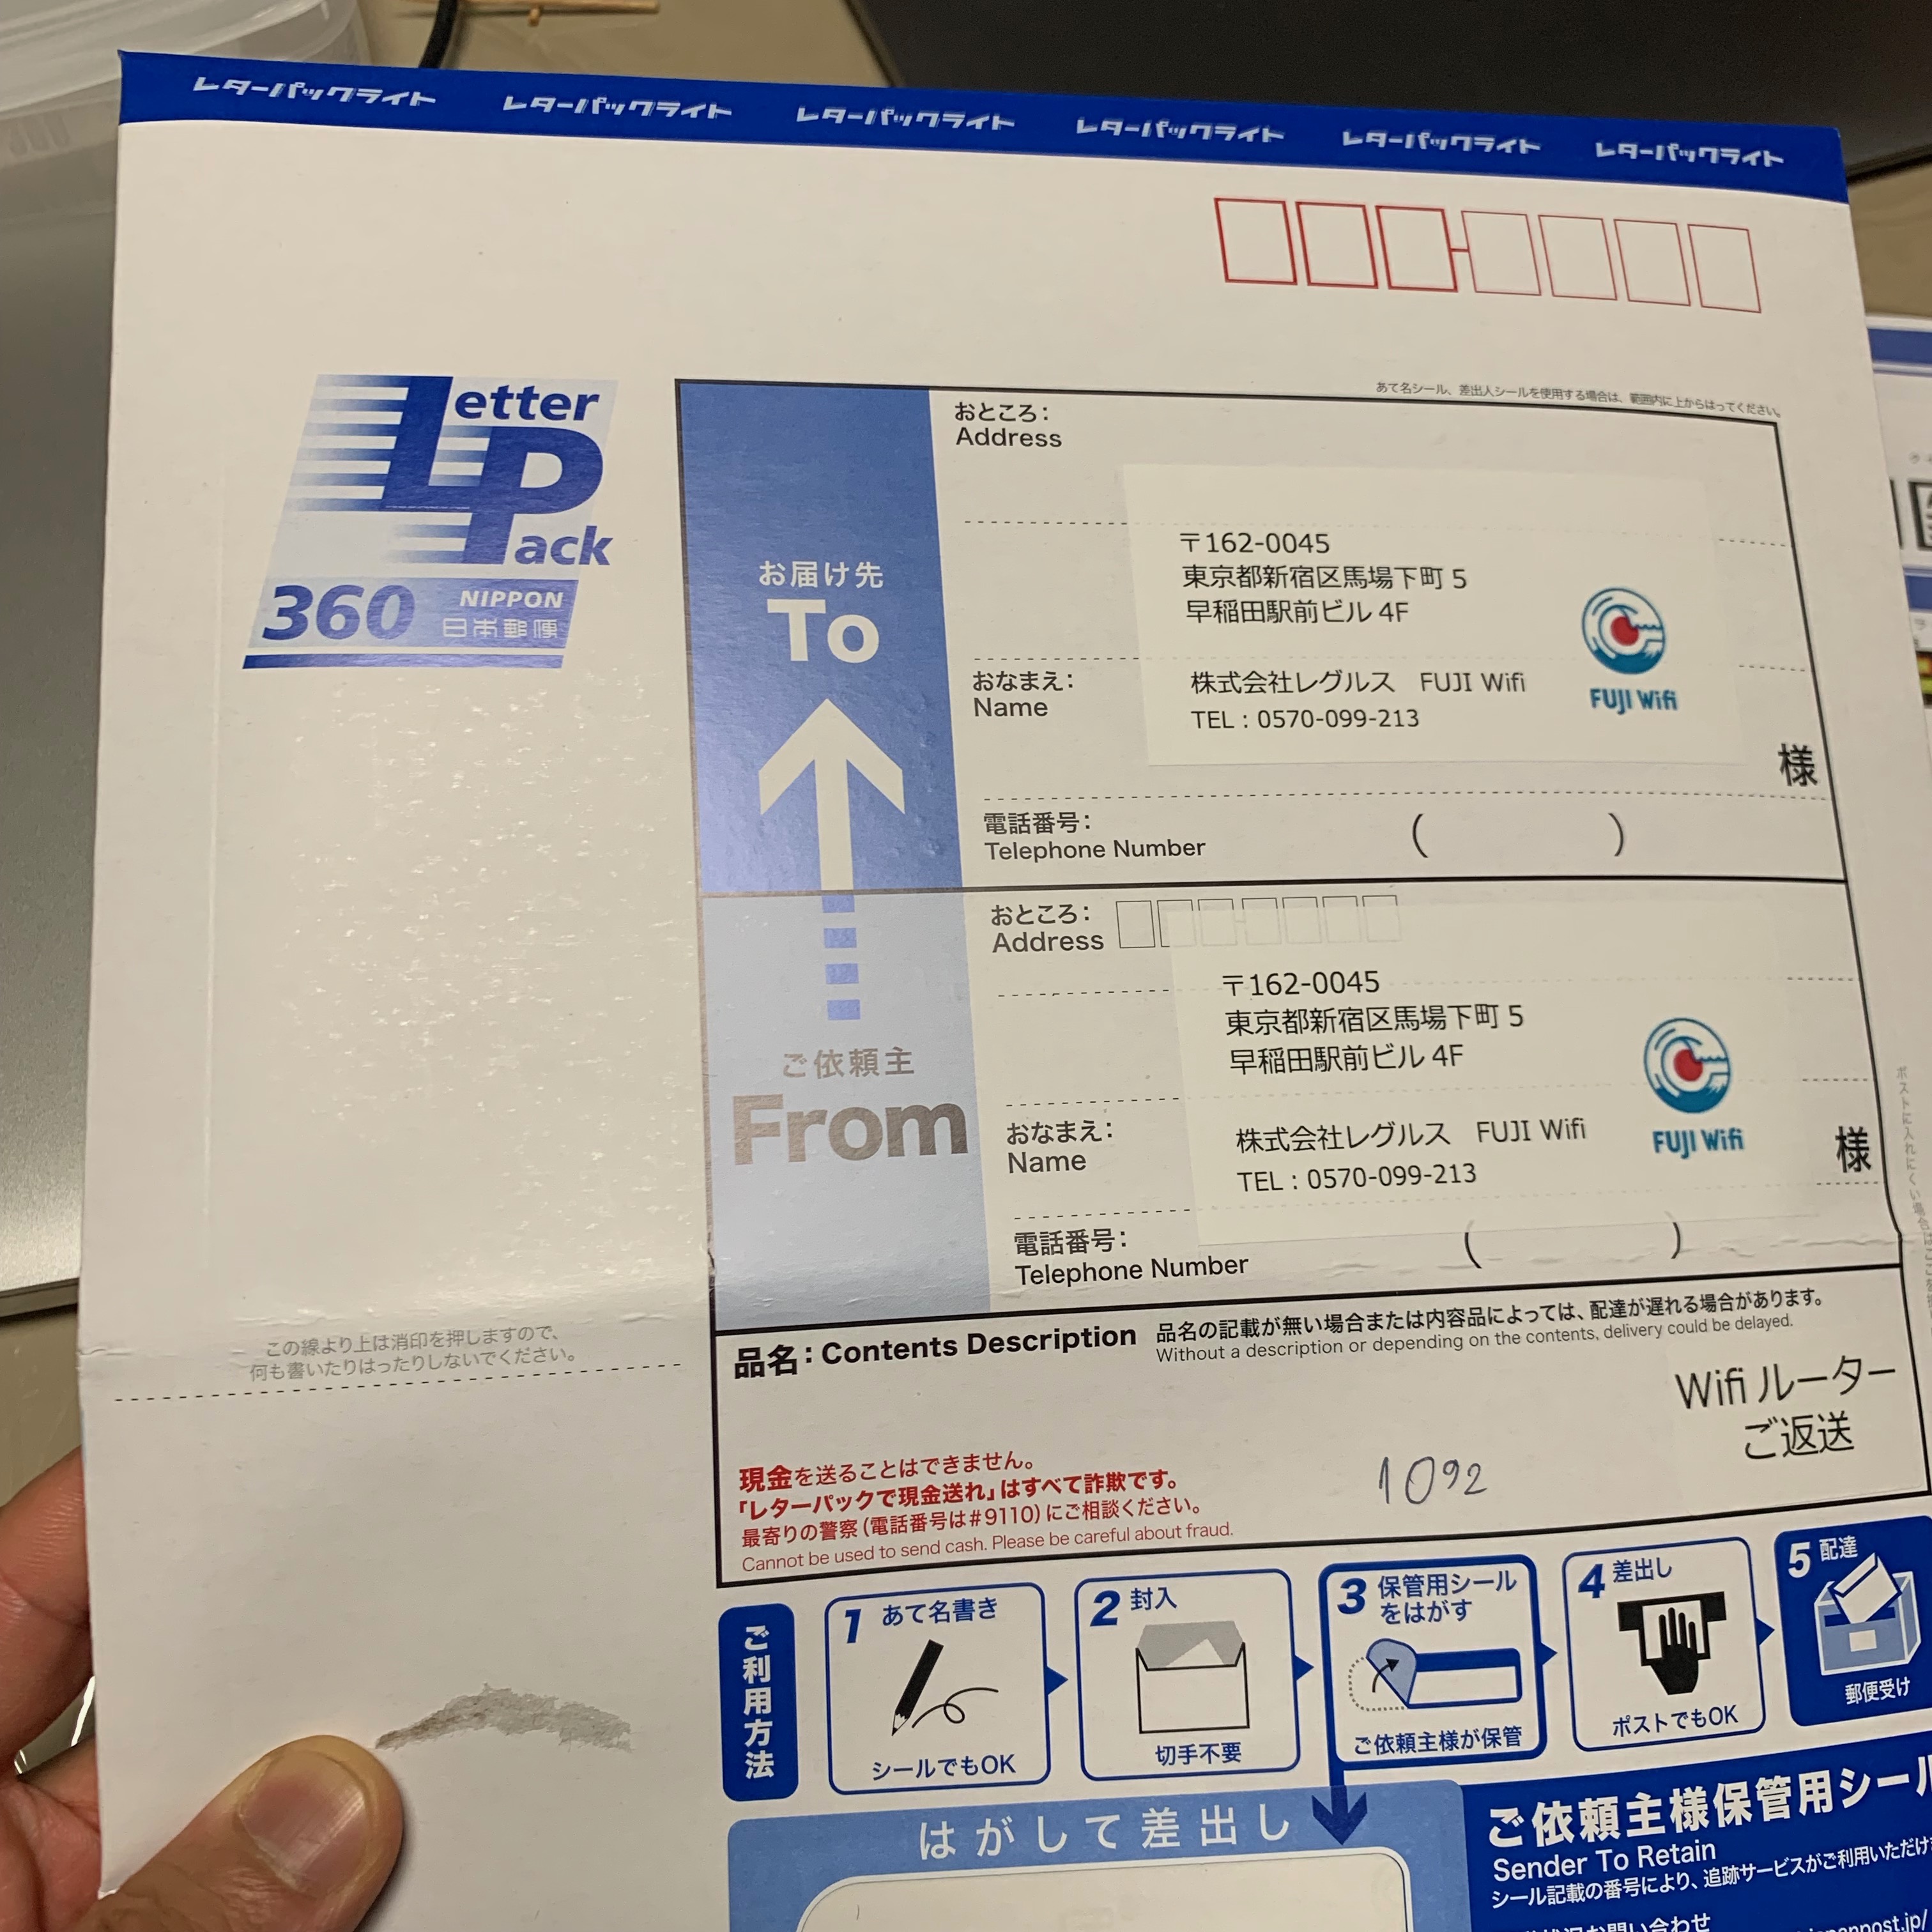 レターパックライト レターパックライト レターパックライト レターパックライト レターパックライト レターパックライト
Letter
Pack
360 NIPPON
日本郵便
あて名シール、差出人シールを使用する場合は、範囲内に上からはってください。
お届け先
To
おところ：
Address
〒162-0045
東京都新宿区馬場下町 5
早稲田駅前ビル 4F
おなまえ：
Name
株式会社レグルス　FUJI Wifi
TEL : 0570-099-213
FUJI Wifi
様
電話番号：
Telephone Number
(　　)
ご依頼主
From
おところ：
Address
〒162-0045
東京都新宿区馬場下町 5
早稲田駅前ビル 4F
おなまえ：
Name
株式会社レグルス　FUJI Wifi
TEL : 0570-099-213
FUJI Wifi
様
電話番号：
Telephone Number
(　　)
この線より上は消印を押しますので、
何も書いたりはったりしないでください。
品名：Contents Description
品名の記載が無い場合または内容品によっては、配達が遅れる場合があります。
Without a description or depending on the contents, delivery could be delayed.
Wifi ルーター
ご返送
1092
現金を送ることはできません。
「レターパックで現金送れ」はすべて詐欺です。
最寄りの警察（電話番号は＃9110）にご相談ください。
Cannot be used to send cash. Please be careful about fraud.
ご利用方法
1 あて名書き
シールでもOK
2 封入
切手不要
3 保管用シール
をはがす
ご依頼主様が保管
4 差出し
ポストでもOK
5 配達
郵便受け
はがして差出し
ご依頼主様保管用シール
Sender To Retain
シール記載の番号により、追跡サービスがご利用いただけ
お問い合わせ